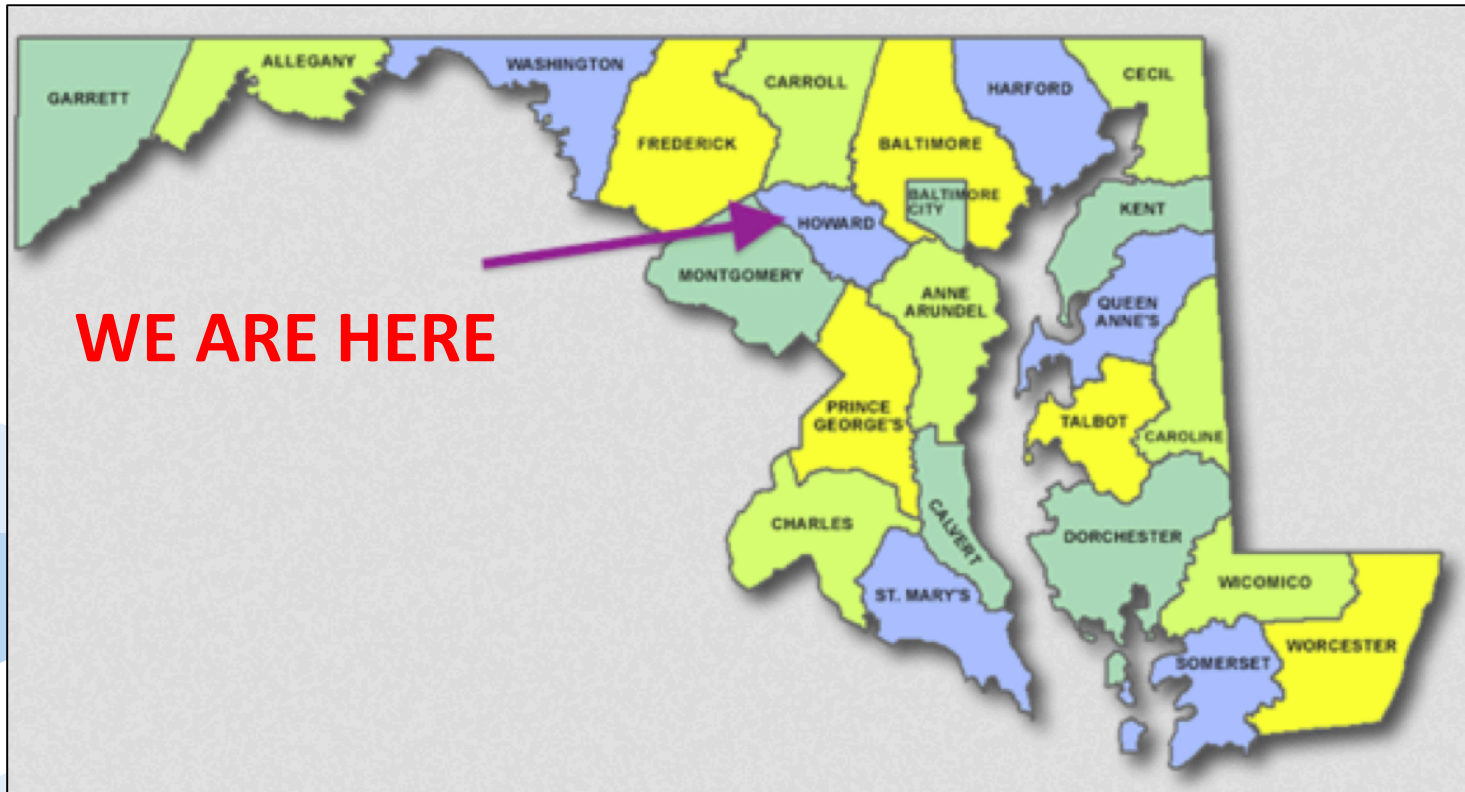 GARRETT
ALLEGANY
WASHINGTON
FREDERICK
CARROLL
BALTIMORE
HARFORD
CECIL
BALTIMORE
CITY
KENT
HOWARD
MONTGOMERY
ANNE
ARUNDEL
QUEEN
ANNE'S
WE ARE HERE
PRINCE
GEORGE'S
TALBOT
CAROLINE
CHARLES
CALVERT
DORCHESTER
ST. MARY'S
WICOMICO
SOMERSET
WORCESTER